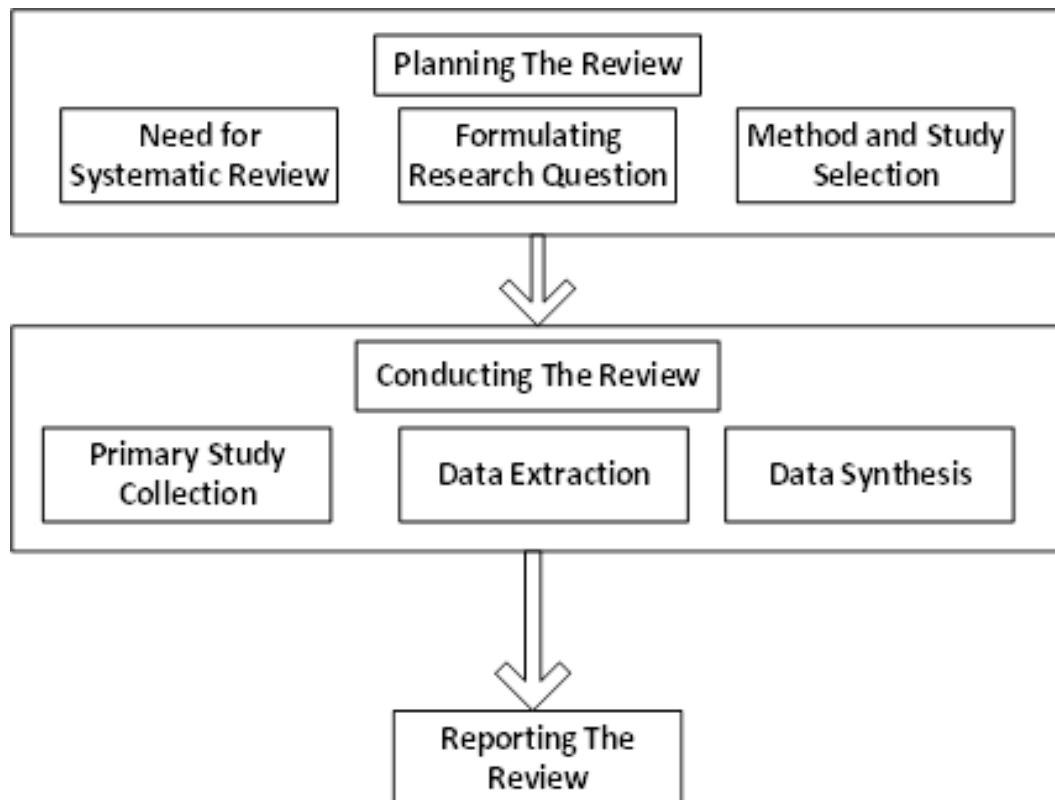 Planning The Review
Need for
Systematic Review
Formulating
Research Question
Method and Study
Selection
Conducting The Review
Primary Study
Collection
Data Extraction
Data Synthesis
Reporting The
Review